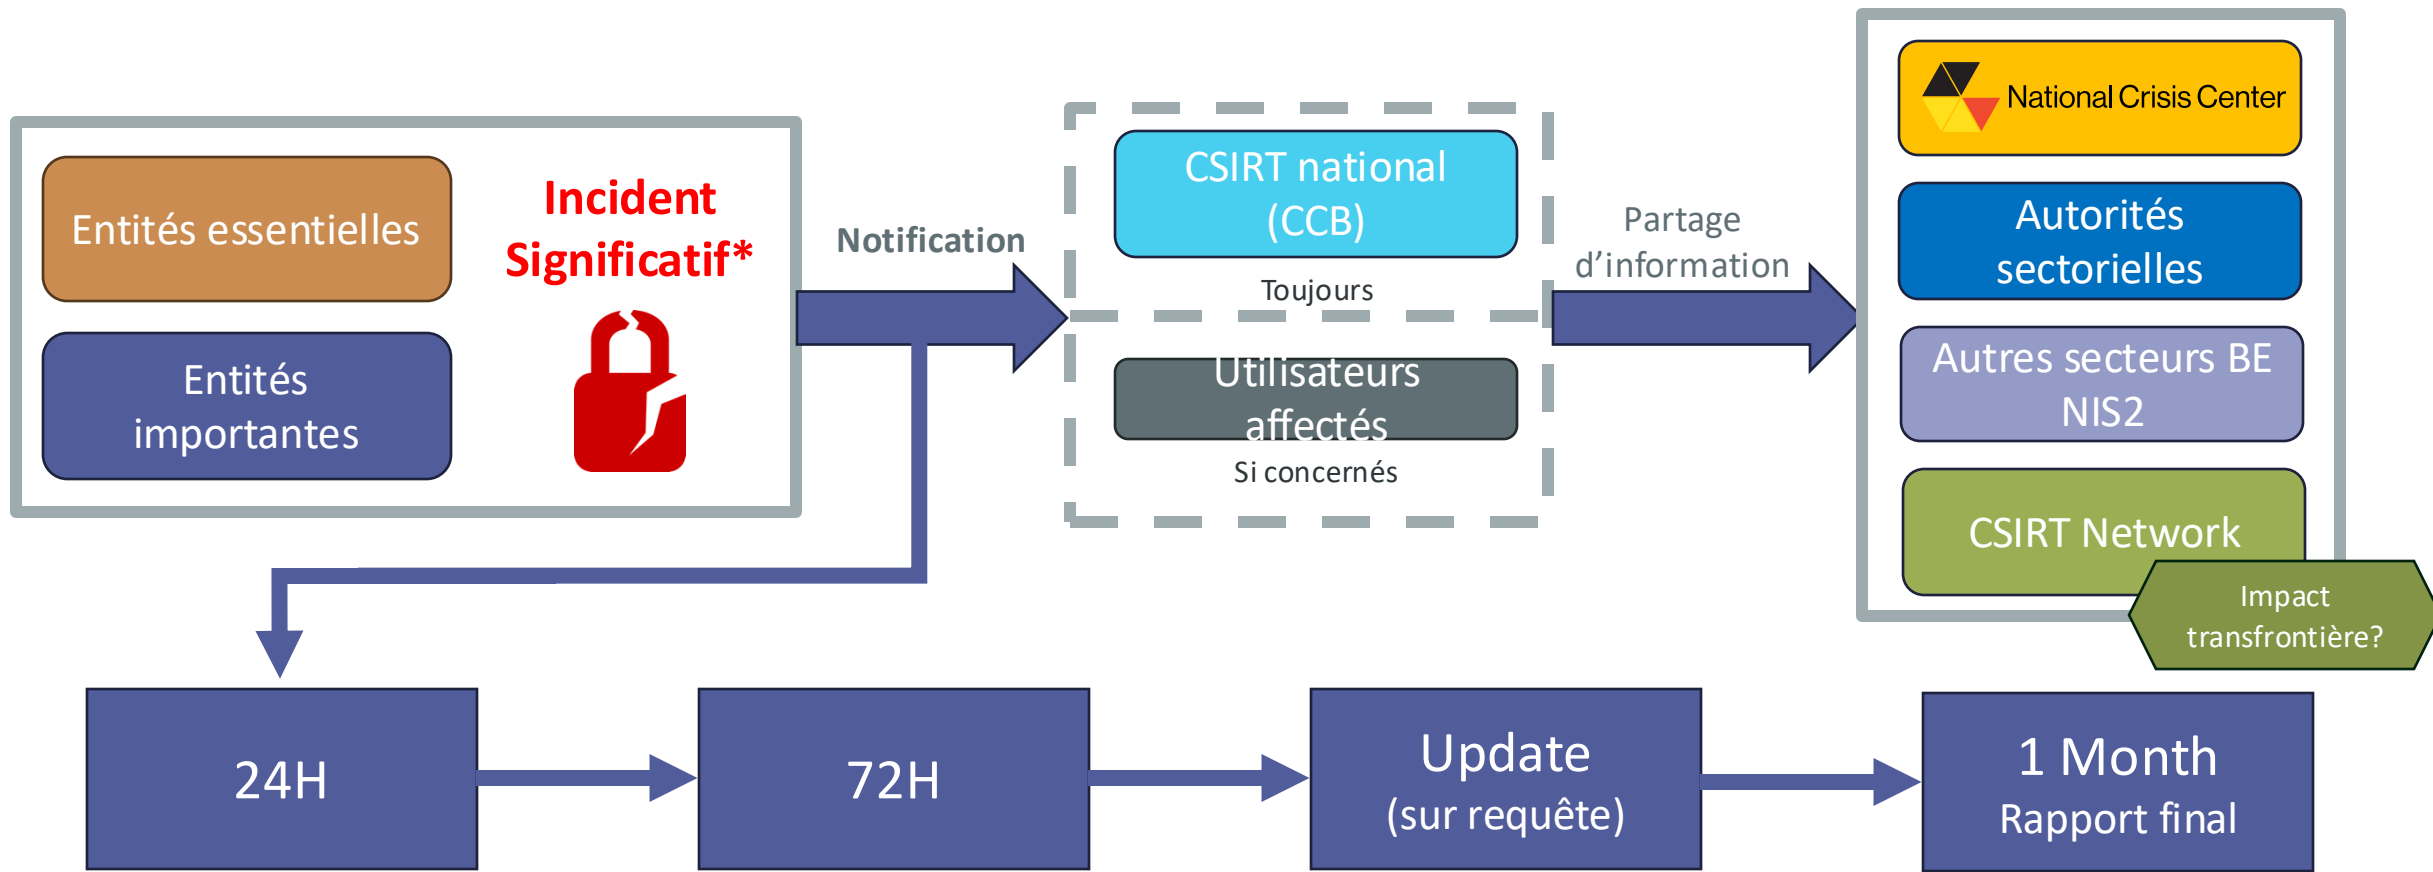 Entités essentielles
Entités
importantes
Incident
Significatif*
Notification
CSIRT national
(CCB)
Toujours
Utilisateurs
affectés
Si concernés
Partage
d’information
National Crisis Center
Autorités
sectorielles
Autres secteurs BE
NIS2
CSIRT Network
Impact
transfrontière?
24H
72H
Update
(sur requête)
1 Month
Rapport final